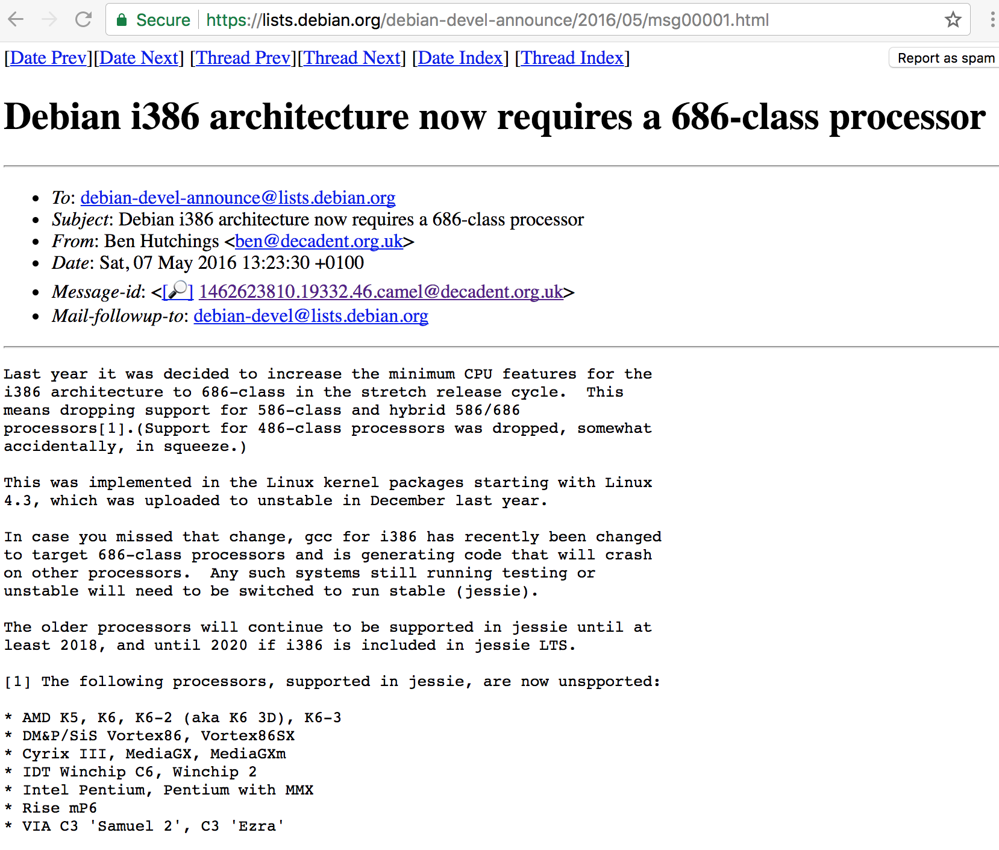 Secure https://lists.debian.org/debian-devel-announce/2016/05/msg00001.html
[Date Prev][Date Next] [Thread Prev][Thread Next] [Date Index] [Thread Index]
Report as spam
Debian i386 architecture now requires a 686-class processor
• To: debian-devel-announce@lists.debian.org
• Subject: Debian i386 architecture now requires a 686-class processor
• From: Ben Hutchings <ben@decadent.org.uk>
• Date: Sat, 07 May 2016 13:23:30 +0100
• Message-id: <[🔎] 1462623810.19332.46.camel@decadent.org.uk>
• Mail-followup-to: debian-devel@lists.debian.org
Last year it was decided to increase the minimum CPU features for the
i386 architecture to 686-class in the stretch release cycle.  This
means dropping support for 586-class and hybrid 586/686
processors[1].(Support for 486-class processors was dropped, somewhat
accidentally, in squeeze.)
This was implemented in the Linux kernel packages starting with Linux
4.3, which was uploaded to unstable in December last year.
In case you missed that change, gcc for i386 has recently been changed
to target 686-class processors and is generating code that will crash
on other processors.  Any such systems still running testing or
unstable will need to be switched to run stable (jessie).
The older processors will continue to be supported in jessie until at
least 2018, and until 2020 if i386 is included in jessie LTS.
[1] The following processors, supported in jessie, are now unspported:
* AMD K5, K6, K6-2 (aka K6 3D), K6-3
* DM&P/SiS Vortex86, Vortex86SX
* Cyrix III, MediaGX, MediaGXm
* IDT Winchip C6, Winchip 2
* Intel Pentium, Pentium with MMX
* Rise mP6
* VIA C3 'Samuel 2', C3 'Ezra'